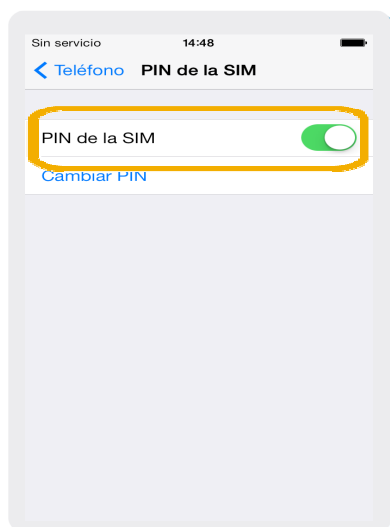 Sin servicio 14:48
Teléfono PIN de la SIM
PIN de la SIM
Cambiar PIN